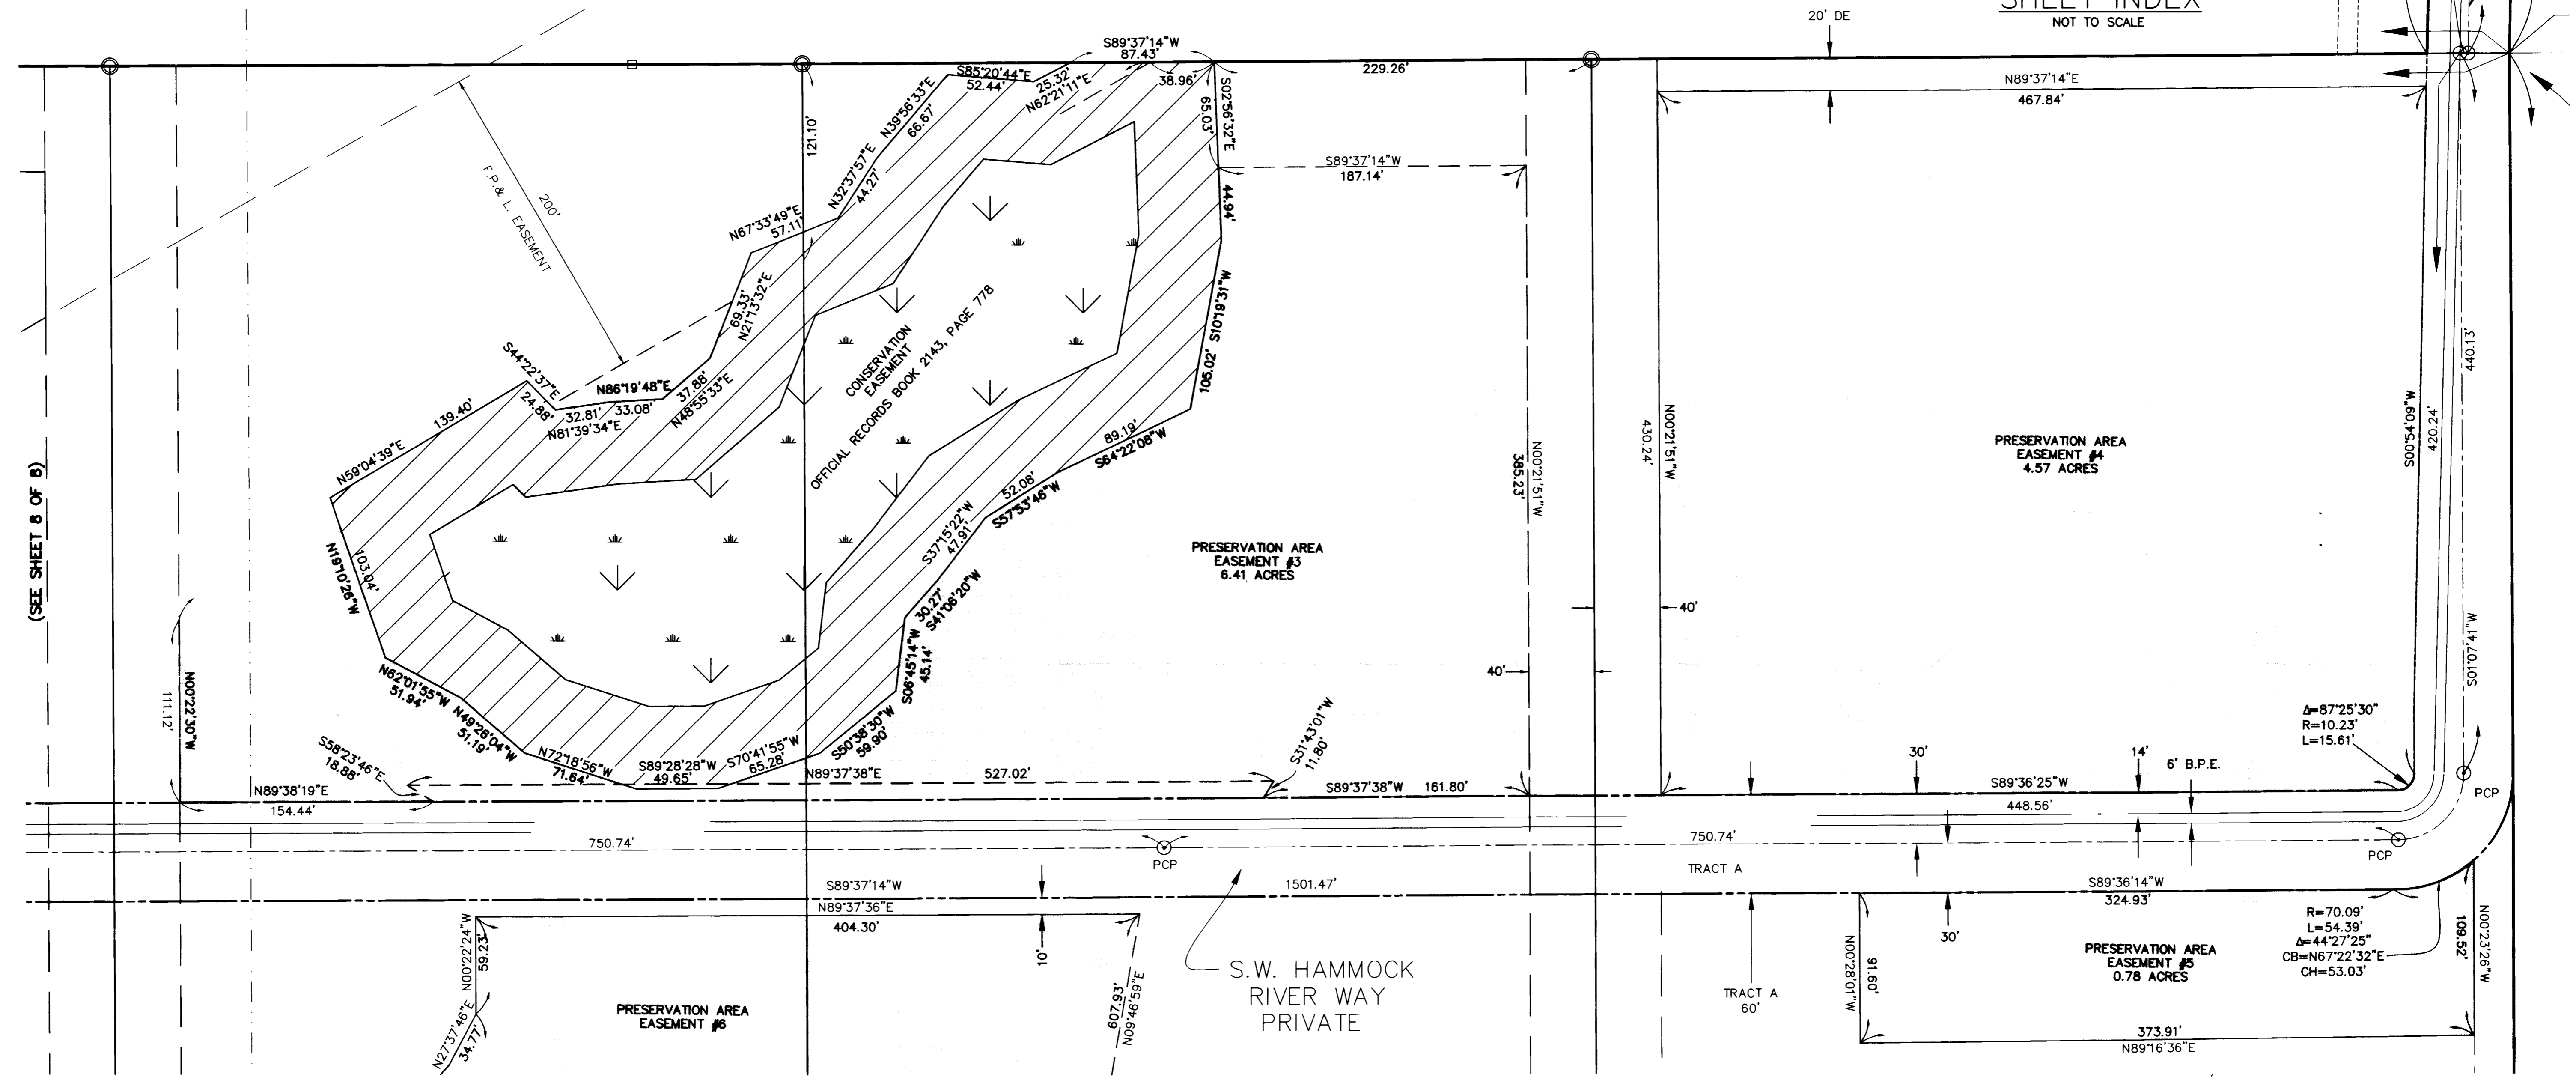 SHEET INDEX
NOT TO SCALE
20' DE
S89°37'14"W
87.43'
229.26'
N89°37'14"E
467.84'
S85°20'44"E
52.44'
25.32'
N62°21'11"E
38.96'
S02°56'32"E
65.03'
N39°56'33"E
66.67'
121.10'
N32°37'57"E
44.27'
S89°37'14"W
187.14'
44.94'
200'
F.P.& L. EASEMENT
N67°33'49"E
57.11'
69.33'
N21°13'32"E
S10°19'31"W
105.02'
CONSERVATION
EASEMENT
OFFICIAL RECORDS BOOK 2143, PAGE 778
S44°22'37"E
24.88'
N86°19'48"E
33.08'
32.81'
N81°39'34"E
37.88'
N48°55'33"E
139.40'
N59°04'39"E
89.19'
S64°22'08"W
52.08'
S57°53'46"W
N00°21'51"W
385.23'
N00°21'51"W
430.24'
S00°54'09"W
420.24'
440.13'
S01°07'41"W
PRESERVATION AREA
EASEMENT #4
4.57 ACRES
(SEE SHEET 8 OF 8)
N19°10'26"W
103.04'
S37°15'22"W
47.91'
PRESERVATION AREA
EASEMENT #3
6.41 ACRES
30.27'
S41°06'20"W
S06°45'14"W
45.14'
40'
40'
N00°22'30"W
111.12'
N62°01'55"W
51.94'
N49°26'04"W
51.19'
N72°18'56"W
71.64'
S89°28'28"W
49.65'
S70°41'55"W
65.28'
S50°38'30"W
59.90'
S58°23'46"E
18.88'
S31°43'01"W
11.80'
Δ=87°25'30"
R=10.23'
L=15.61'
N89°38'19"E
154.44'
N89°37'38"E
527.02'
S89°37'38"W
161.80'
30'
14'
6' B.P.E.
S89°36'25"W
448.56'
PCP
750.74'
PCP
750.74'
TRACT A
PCP
S89°37'14"W
1501.47'
S89°36'14"W
324.93'
N89°37'36"E
404.30'
10'
N00°22'24"W
59.23'
N27°37'46"E
34.77'
607.93'
N09°46'59"E
PRESERVATION AREA
EASEMENT #6
S.W. HAMMOCK
RIVER WAY
PRIVATE
TRACT A
60'
30'
N00°28'01"W
91.60'
PRESERVATION AREA
EASEMENT #5
0.78 ACRES
R=70.09'
L=54.39'
Δ=44°27'25"
CB=N67°22'32"E
CH=53.03'
N00°23'26"W
109.52'
373.91'
N89°16'36"E